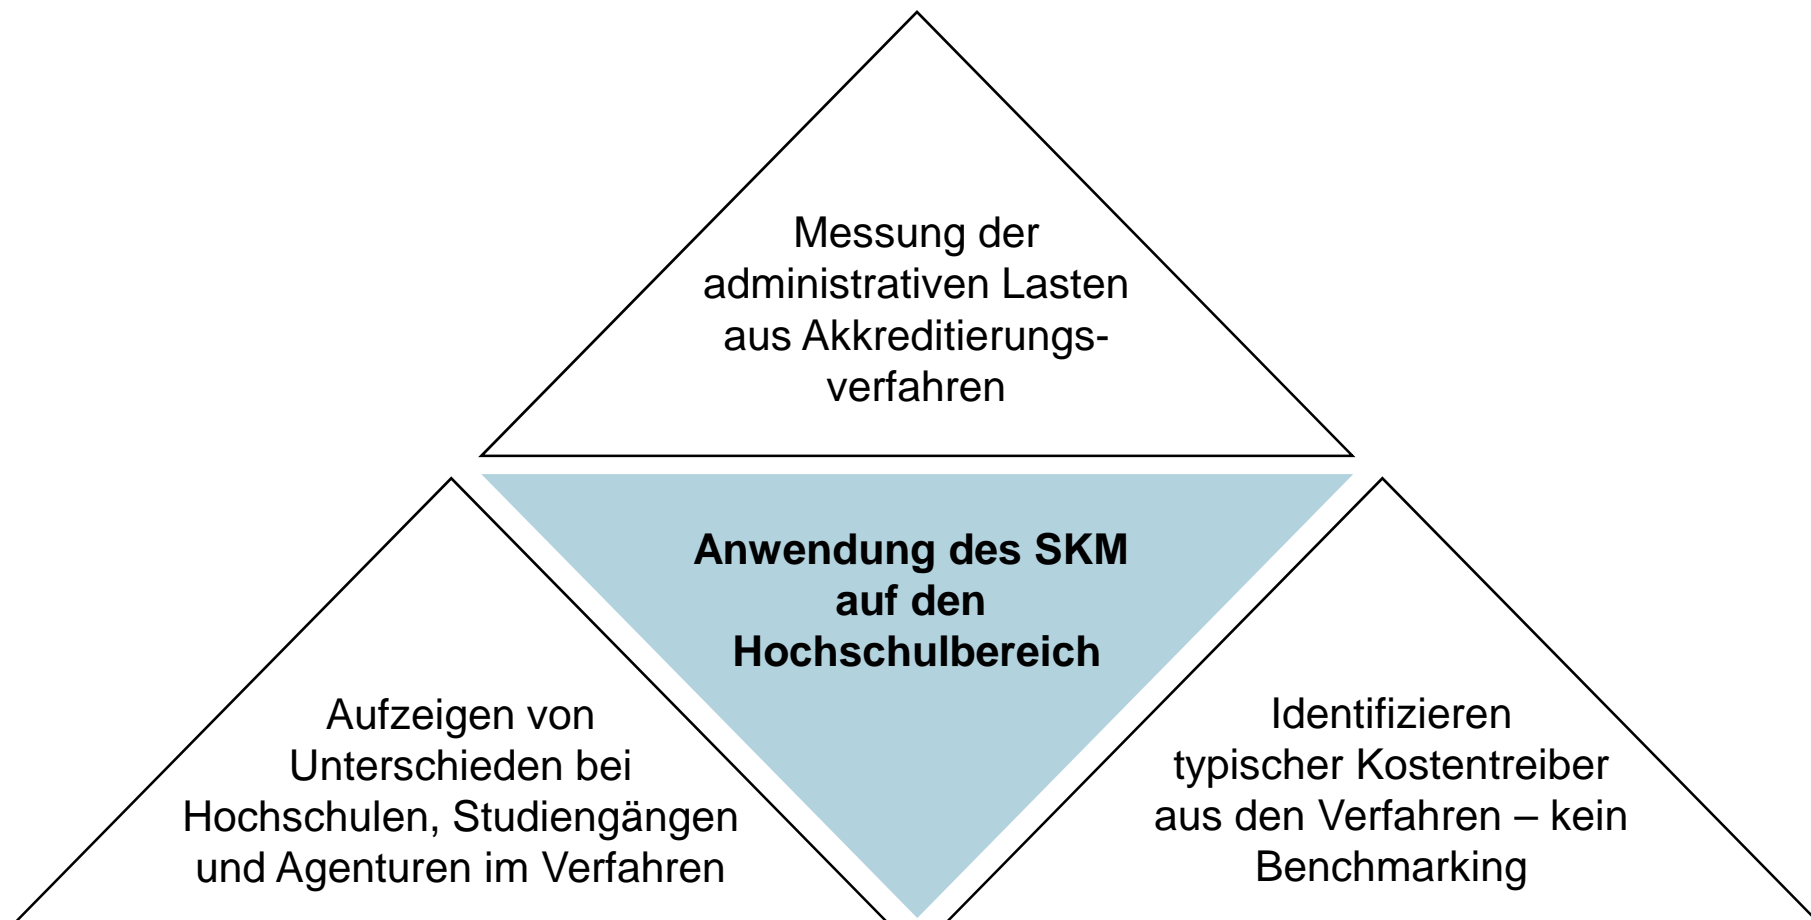 Messung der
administrativen Lasten
aus Akkreditierungs-
verfahren
Anwendung des SKM
auf den
Hochschulbereich
Aufzeigen von
Unterschieden bei
Hochschulen, Studiengängen
und Agenturen im Verfahren
Identifizieren
typischer Kostentreiber
aus den Verfahren – kein
Benchmarking